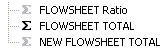 Σ FLOWSHEET Ratio
Σ FLOWSHEET TOTAL
Σ NEW FLOWSHEET TOTAL